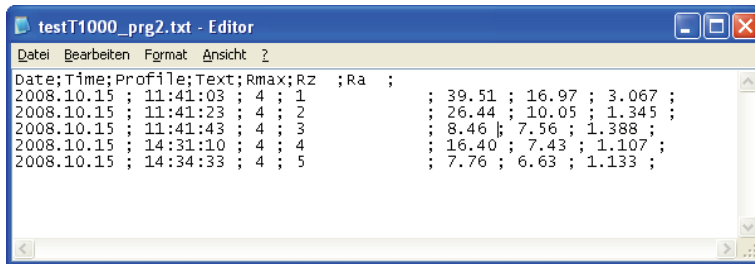 testT1000_prg2.txt - Editor
Datei Bearbeiten Format Ansicht ?
Date;Time;Profile;Text;Rmax;Rz ;Ra ;
2008.10.15 ; 11:41:03 ; 4 ; 1 ; 39.51 ; 16.97 ; 3.067 ;
2008.10.15 ; 11:41:23 ; 4 ; 2 ; 26.44 ; 10.05 ; 1.345 ;
2008.10.15 ; 11:41:43 ; 4 ; 3 ; 8.46 ; 7.56 ; 1.388 ;
2008.10.15 ; 14:31:10 ; 4 ; 4 ; 16.40 ; 7.43 ; 1.107 ;
2008.10.15 ; 14:34:33 ; 4 ; 5 ; 7.76 ; 6.63 ; 1.133 ;